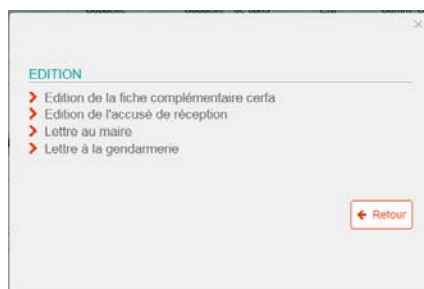 EDITION
Edition de la fiche complémentaire cerfa
Edition de l'accusé de réception
Lettre au maire
Lettre à la gendarmerie
Retour